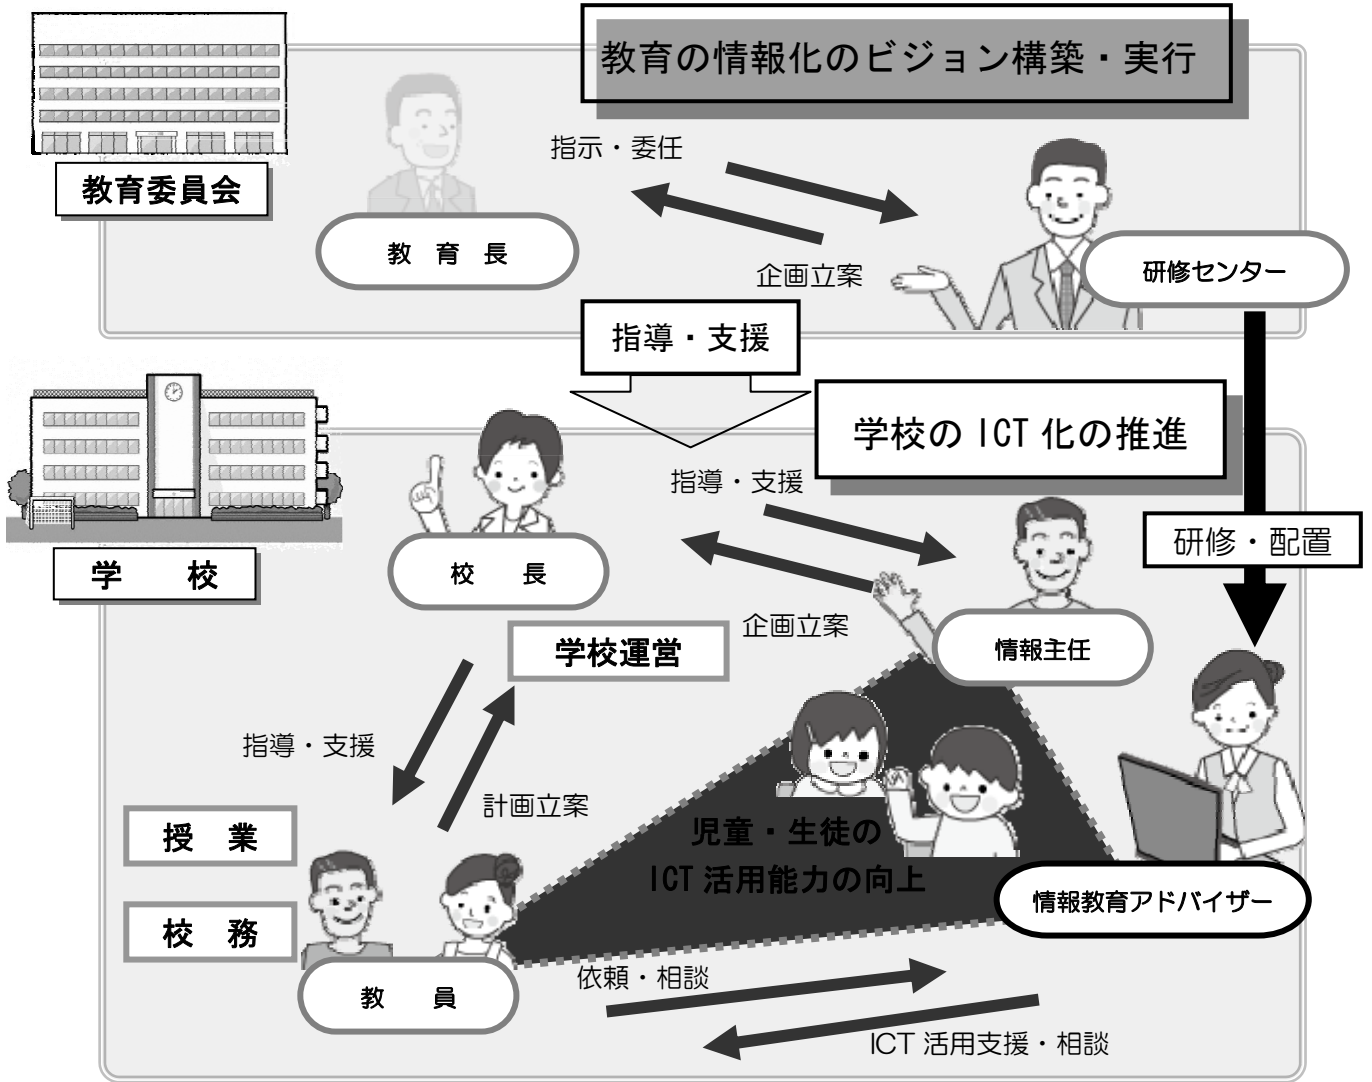 教育の情報化のビジョン構築・実行
教育委員会
指示・委任
教 育 長
企画立案
研修センター
指導・支援
学校の ICT 化の推進
学 校
校 長
指導・支援
企画立案
情報主任
研修・配置
学校運営
指導・支援
計画立案
授 業
校 務
児童・生徒の
ICT 活用能力の向上
情報教育アドバイザー
教 員
依頼・相談
ICT 活用支援・相談